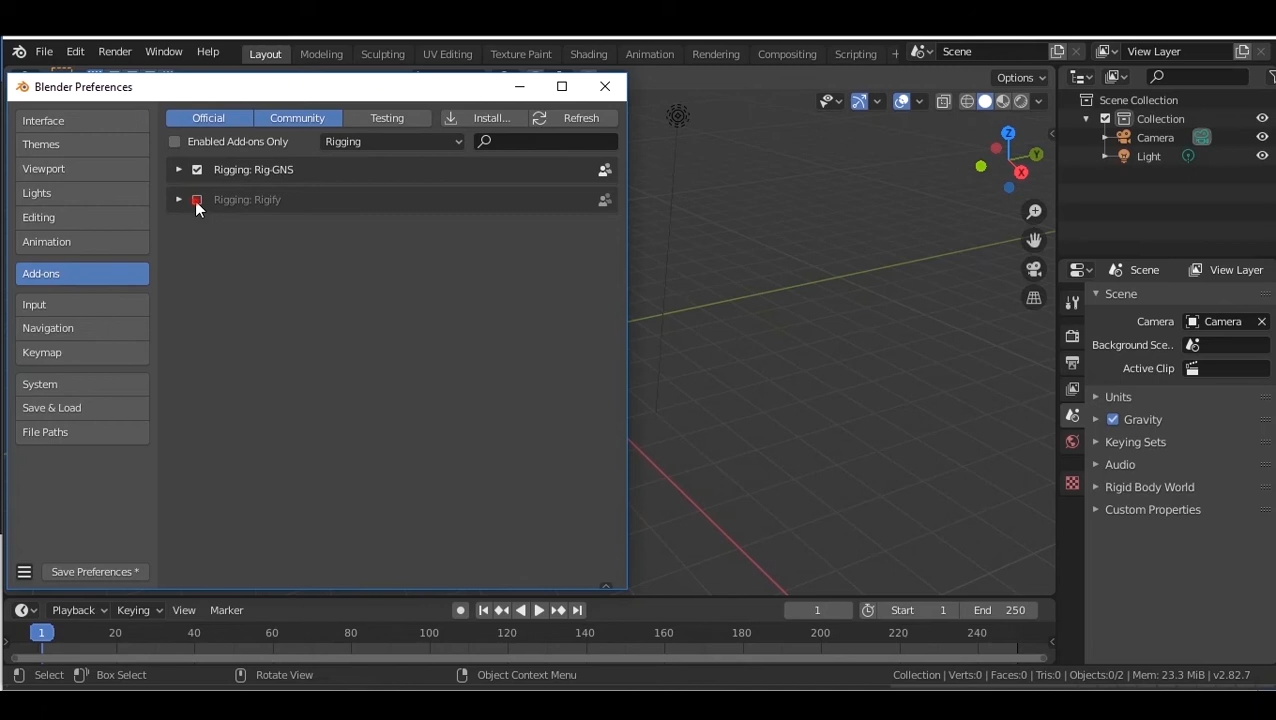 File Edit Render Window Help Layout Modeling Sculpting UV Editing Texture Paint Shading Animation Rendering Compositing Scripting + Scene View Layer
Blender Preferences
Options
Interface
Themes
Viewport
Lights
Editing
Animation
Add-ons
Input
Navigation
Keymap
System
Save & Load
File Paths
Save Preferences *
Official Community Testing Install... Refresh
Enabled Add-ons Only Rigging
Rigging: Rig-GNS
Rigging: Rigify
Z
Y
X
Scene Collection
Collection
Camera
Light
Scene View Layer
Scene
Camera Camera
Background Sce..
Active Clip
Units
Gravity
Keying Sets
Audio
Rigid Body World
Custom Properties
Playback Keying View Marker 1 Start 1 End 250
1 20 40 60 80 100 120 140 160 180 200 220 240
Select Box Select Rotate View Object Context Menu Collection | Verts:0 | Faces:0 | Tris:0 | Objects:0/2 | Mem: 23.3 MiB | v2.82.7